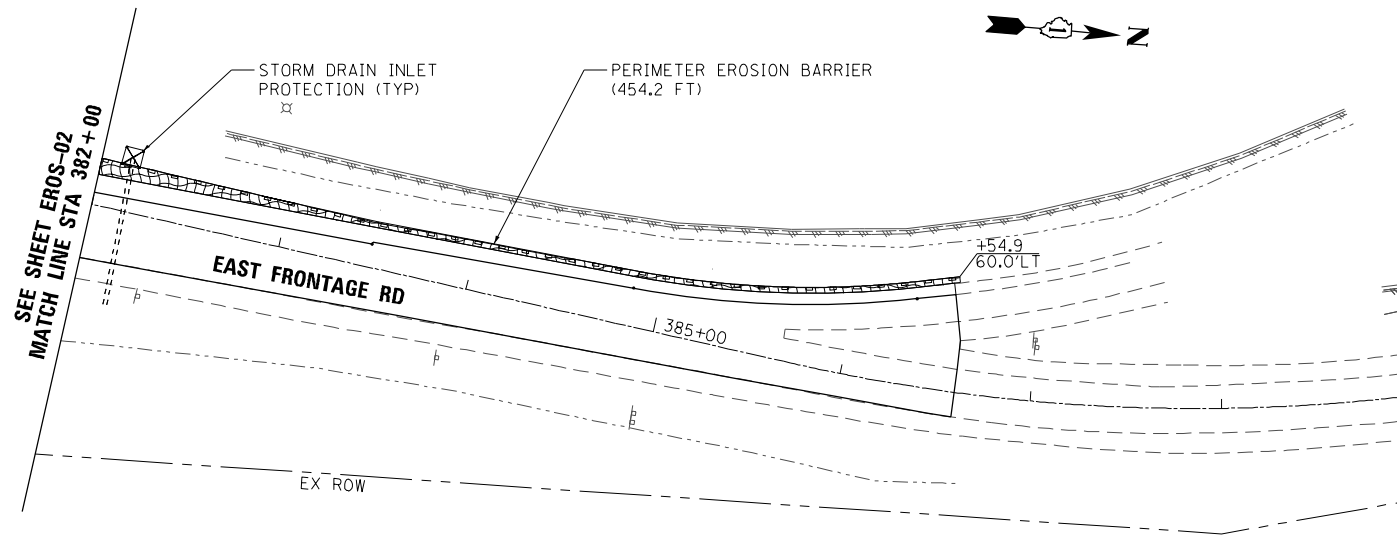 N
STORM DRAIN INLET
PROTECTION (TYP)
PERIMETER EROSION BARRIER
(454.2 FT)
SEE SHEET EROS-02
MATCH LINE STA 382+00
+54.9
60.0'LT
EAST FRONTAGE RD
385+00
EX ROW